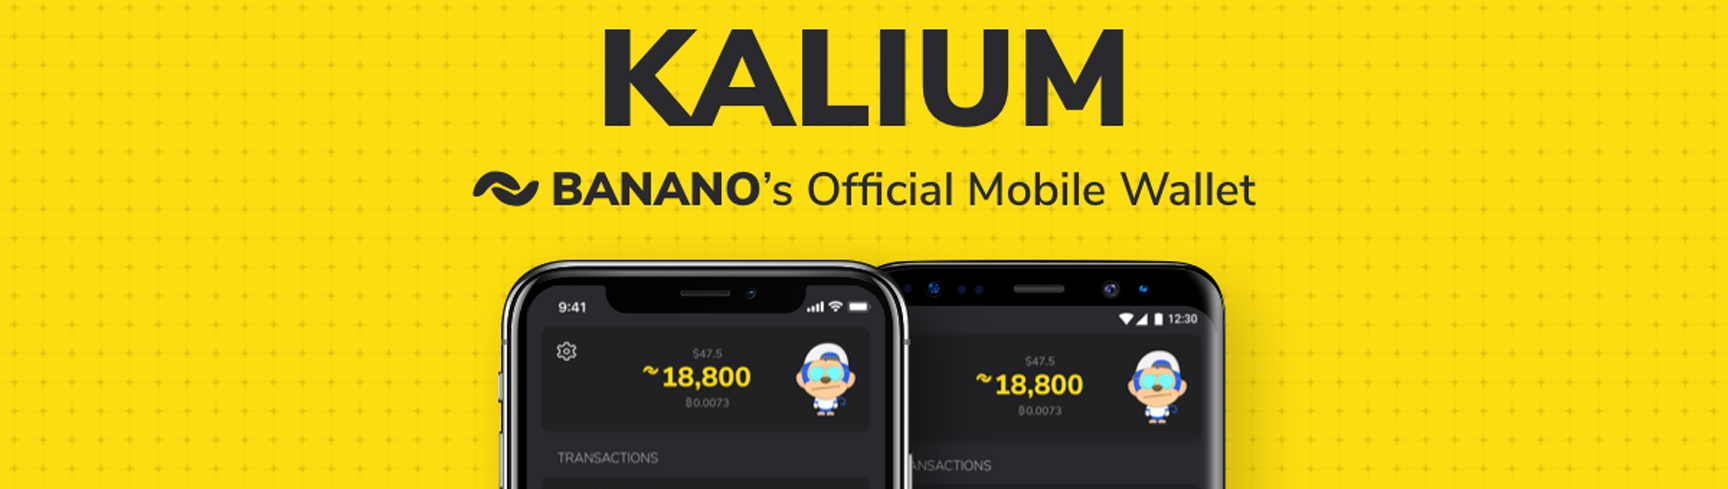 KALIUM
BANANO's Official Mobile Wallet
9:41
$47.5
~18,800
฿0.0073
TRANSACTIONS
12:30
$47.5
~18,800
฿0.0073
ANSACTIONS